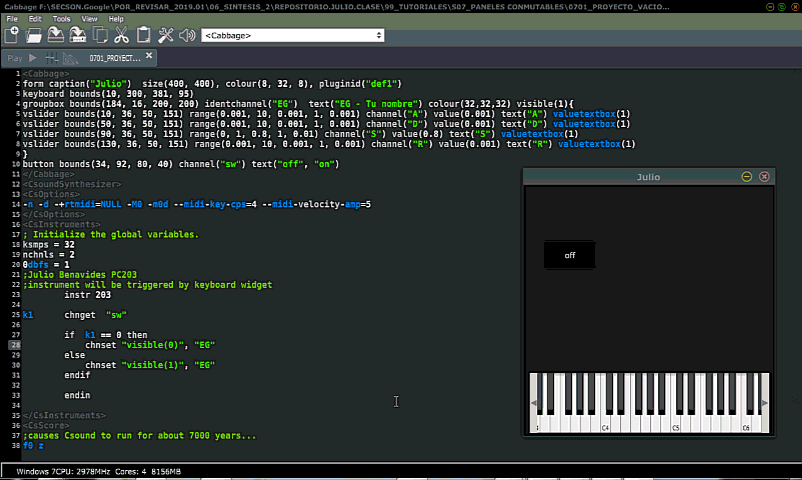 Cabbage F:\SECSON.Google\POR_REVISAR_2019.01\06_SINTESIS_2\REPOSITORIO.JULIO.CLASE\99_TUTORIALES\S07_PANELES CONMUTABLES\0701_PROYECTO_VACIO...
File Edit Tools View Help
<Cabbage>
Play 0701_PROYECT...
1 <Cabbage>
2 form caption("Julio") size(400, 400), colour(8, 32, 8), pluginid("def1")
3 keyboard bounds(10, 300, 381, 95)
4 groupbox bounds(184, 16, 200, 200) identchannel("EG") text("EG - Tu nombre") colour(32,32,32) visible(1){
5 vslider bounds(10, 36, 50, 151) range(0.001, 10, 0.001, 1, 0.001) channel("A") value(0.001) text("A") valuetextbox(1)
6 vslider bounds(50, 36, 50, 151) range(0.001, 10, 0.001, 1, 0.001) channel("D") value(0.001) text("D") valuetextbox(1)
7 vslider bounds(90, 36, 50, 151) range(0, 1, 0.8, 1, 0.01) channel("S") value(0.8) text("S") valuetextbox(1)
8 vslider bounds(130, 36, 50, 151) range(0.001, 10, 0.001, 1, 0.001) channel("R") value(0.001) text("R") valuetextbox(1)
9 }
10 button bounds(34, 92, 80, 40) channel("sw") text("off", "on")
11 </Cabbage>
12 <CsoundSynthesizer>
13 <CsOptions>
14 -n -d -+rtmidi=NULL -M0 -m0d --midi-key-cps=4 --midi-velocity-amp=5
15 </CsOptions>
16 <CsInstruments>
17 ; Initialize the global variables.
18 ksmps = 32
19 nchnls = 2
20 0dbfs = 1
21 ;Julio Benavides PC203
22 ;instrument will be triggered by keyboard widget
23 instr 203
24
25 k1 chnget "sw"
26
27 if k1 == 0 then
28 chnset "visible(0)", "EG"
29 else
30 chnset "visible(1)", "EG"
31 endif
32
33 endin
34
35 </CsInstruments>
36 <CsScore>
37 ;causes Csound to run for about 7000 years...
38 f0 z
Julio
off
C4 C5 C6
Windows 7CPU: 2978MHz Cores: 4 8156MB